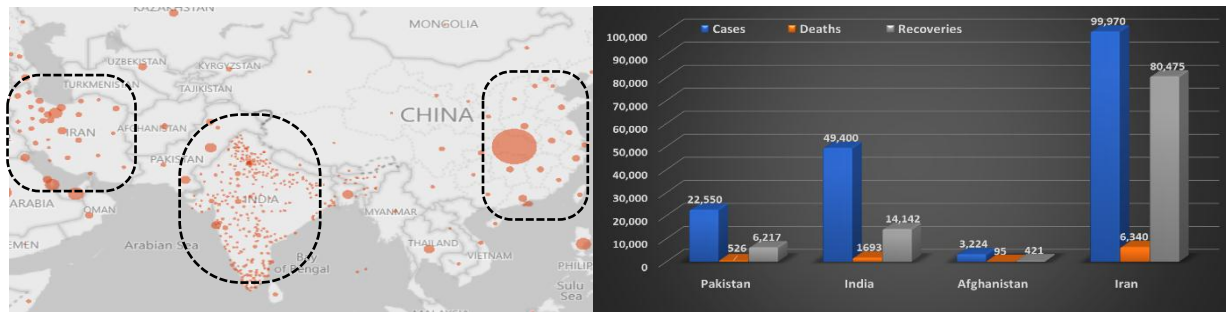 KAZAKHSTAN
MONGOLIA
UZBEKISTAN
KYRGYZSTAN
TURKMENISTAN
TAJIKISTAN
CHINA
IRAN
AFGHANISTAN
PAKISTAN
INDIA
ARABIA
OMAN
MYANMAR
EMEN
Arabian Sea
Bay
of Bengal
THAILAND
VIETNAM
PHILIP
Sulu
Sea
MALAYSIA
Cases Deaths Recoveries
100,000
90,000
80,000
70,000
60,000
50,000
40,000
30,000
20,000
10,000
0
22,550
526
6,217
49,400
1693
14,142
3,224
95
421
99,970
6,340
80,475
Pakistan India Afghanistan Iran